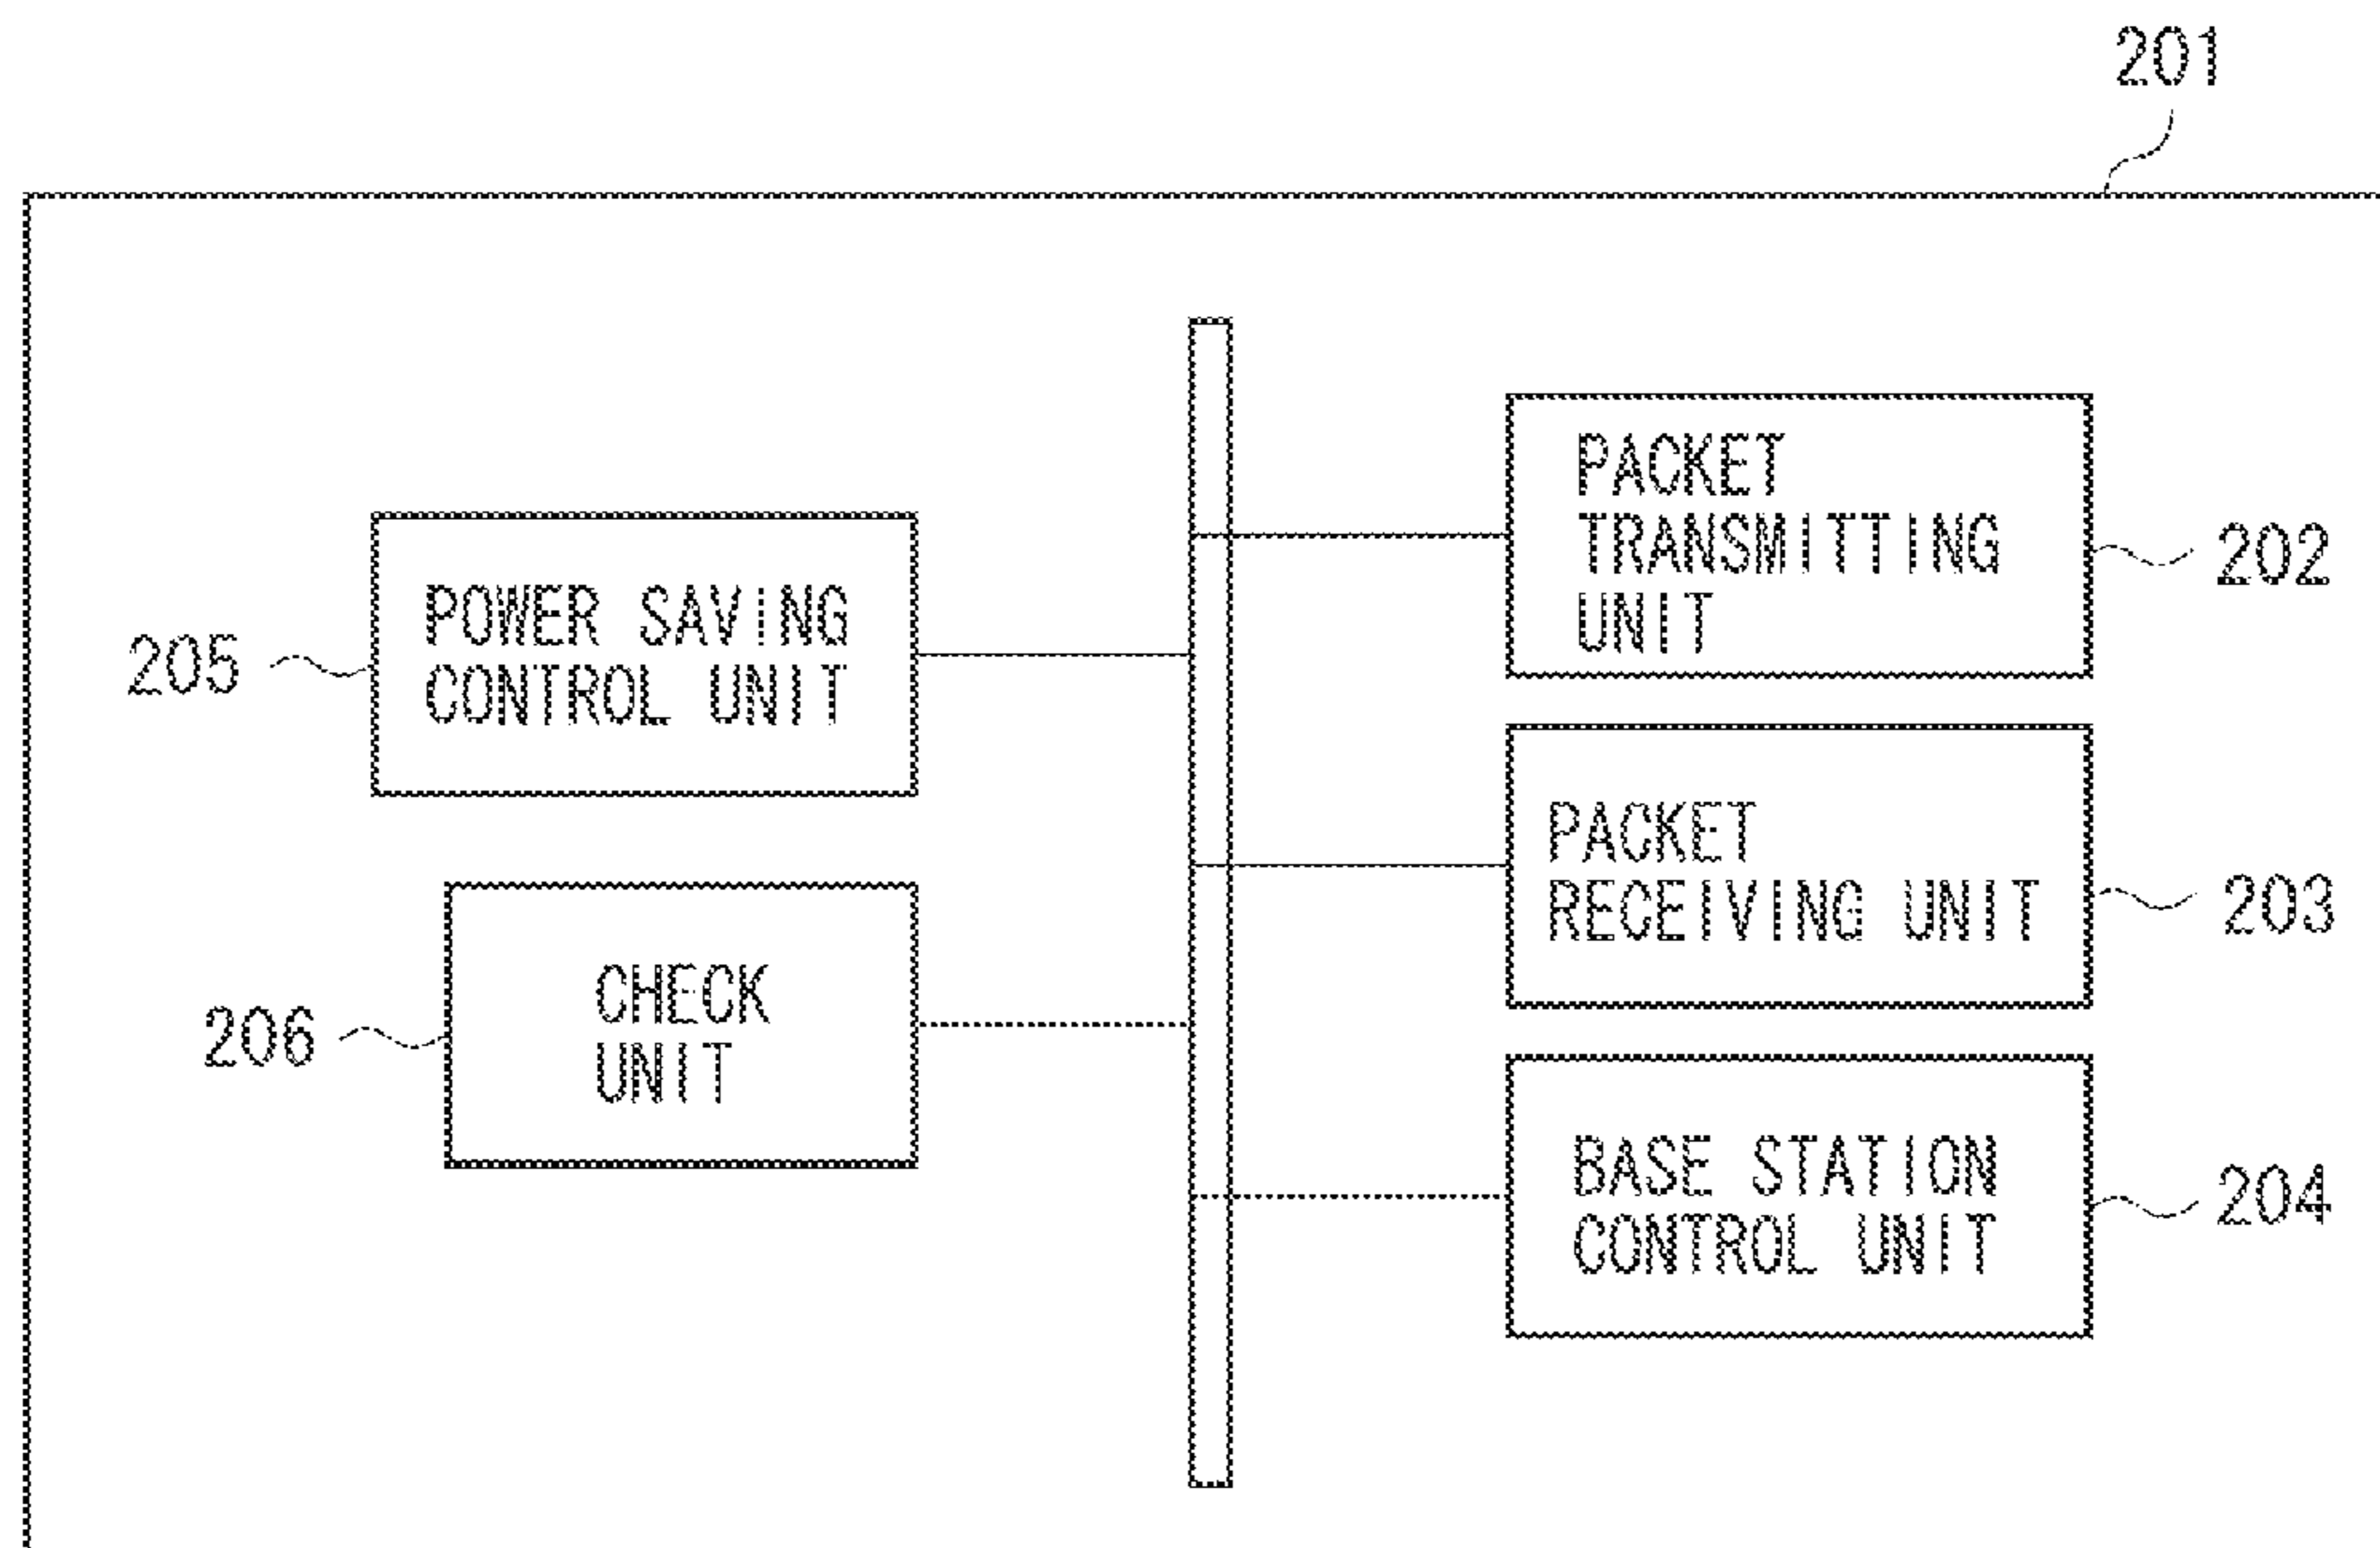 201
PACKET
TRANSMITTING
UNIT
202
POWER SAVING
CONTROL UNIT
205
PACKET
RECEIVING UNIT
203
CHECK
UNIT
206
BASE STATION
CONTROL UNIT
204